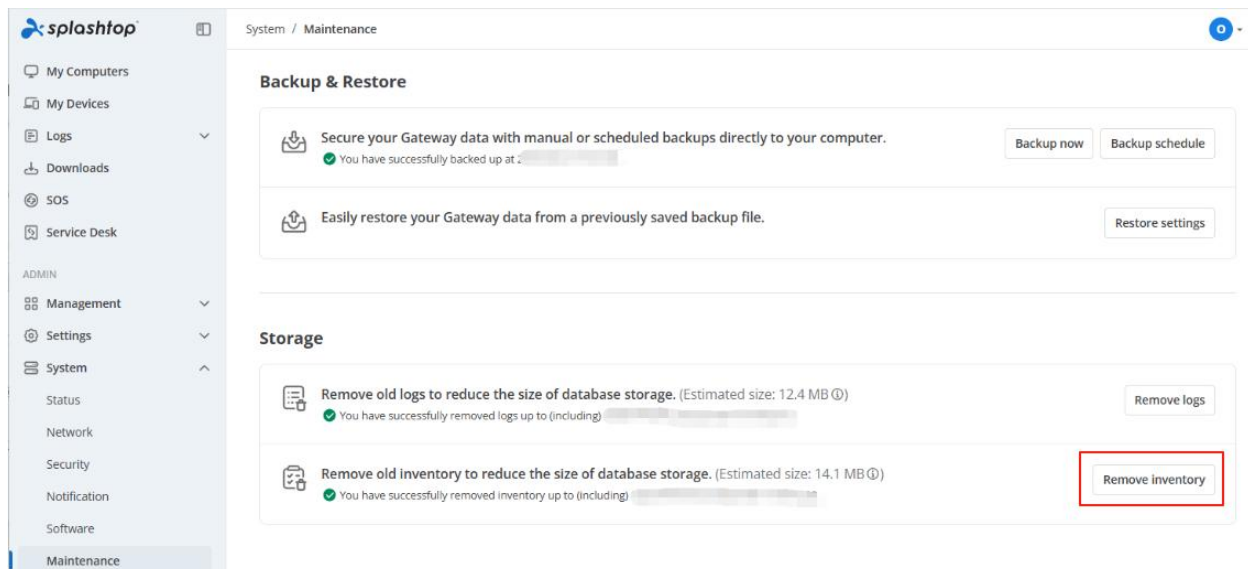 splashtop
System / Maintenance
O
My Computers
My Devices
Logs
Downloads
SOS
Service Desk
ADMIN
Management
Settings
System
Status
Network
Security
Notification
Software
Maintenance
Backup & Restore
Secure your Gateway data with manual or scheduled backups directly to your computer.
You have successfully backed up at
Backup now
Backup schedule
Easily restore your Gateway data from a previously saved backup file.
Restore settings
Storage
Remove old logs to reduce the size of database storage. (Estimated size: 12.4 MB)
You have successfully removed logs up to (including)
Remove logs
Remove old inventory to reduce the size of database storage. (Estimated size: 14.1 MB)
You have successfully removed inventory up to (including)
Remove inventory